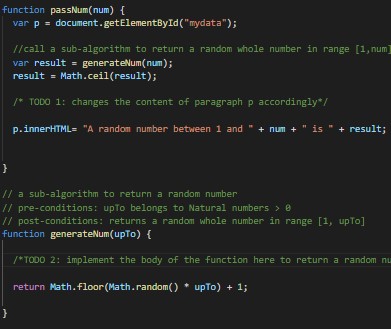 function passNum(num) {
var p = document.getElementById("mydata");
//call a sub-algorithm to return a random whole number in range [1,num]
var result = generateNum(num);
result = Math.ceil(result);
/* TODO 1: changes the content of paragraph p accordingly*/
p.innerHTML= "A random number between 1 and " + num + " is " + result;
}
// a sub-algorithm to return a random number
// pre-conditions: upTo belongs to Natural numbers > 0
// post-conditions: returns a random whole number in range [1, upTo]
function generateNum(upTo) {
/*TODO 2: implement the body of the function here to return a random nu
return Math.floor(Math.random() * upTo) + 1;
}